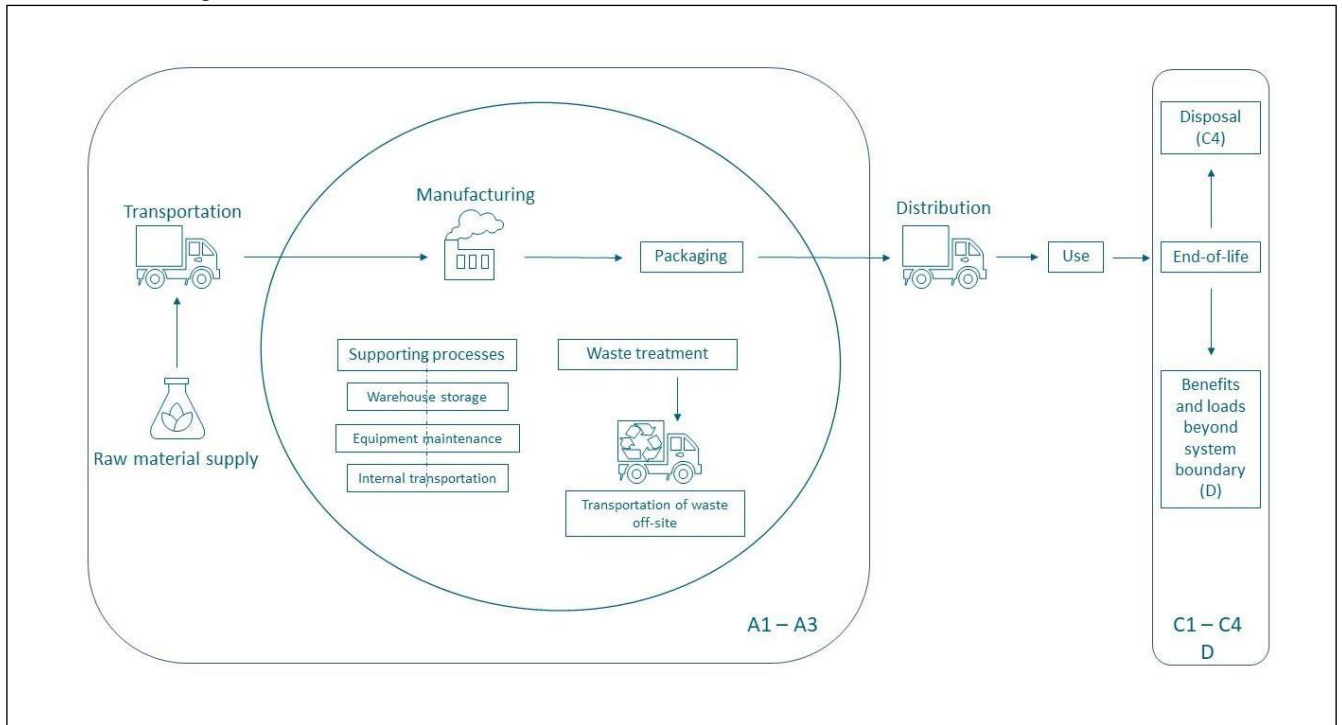 Transportation
Raw material supply
Manufacturing
Packaging
Supporting processes
Warehouse storage
Equipment maintenance
Internal transportation
Waste treatment
Transportation of waste
off-site
A1 – A3
Distribution
Use
Disposal
(C4)
End-of-life
Benefits
and loads
beyond
system
boundary
(D)
C1 – C4
D